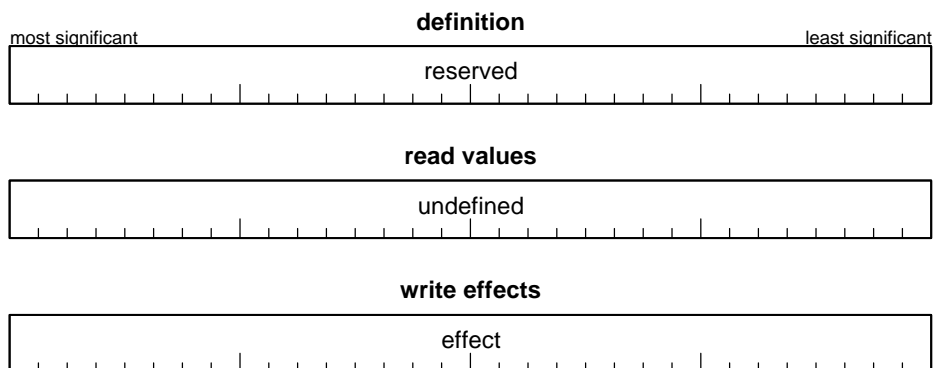 definition
most significant least significant
reserved
read values
undefined
write effects
effect